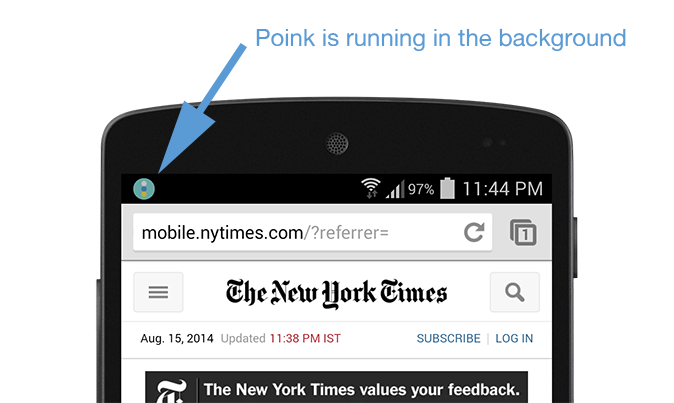 Poink is running in the background
97% 11:44 PM
mobile.nytimes.com/?referrer= 1
The New York Times
Aug. 15, 2014 Updated 11:38 PM IST SUBSCRIBE | LOG IN
T The New York Times values your feedback.